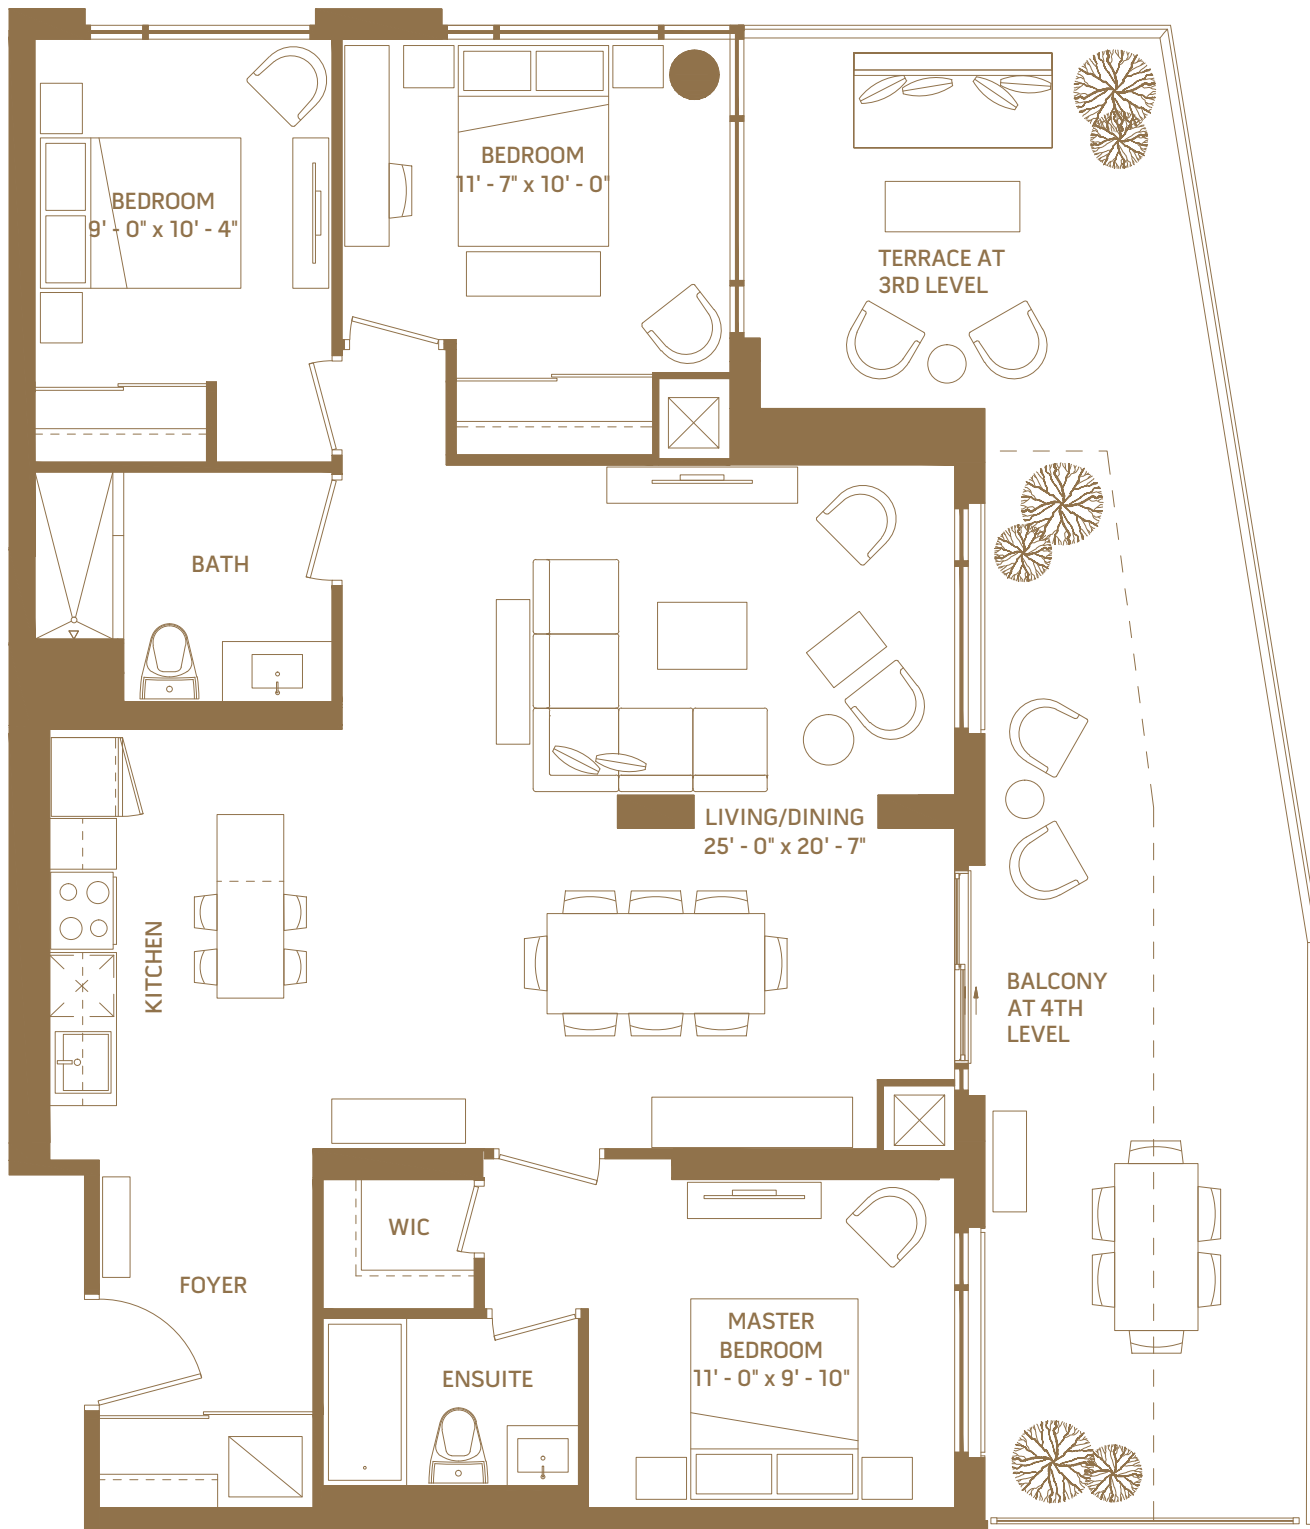 BEDROOM
9' - 0" x 10' - 4"
BEDROOM
11' - 7" x 10' - 0"
TERRACE AT
3RD LEVEL
BATH
LIVING/DINING
25' - 0" x 20' - 7"
KITCHEN
BALCONY
AT 4TH
LEVEL
WIC
FOYER
ENSUITE
MASTER
BEDROOM
11' - 0" x 9' - 10"